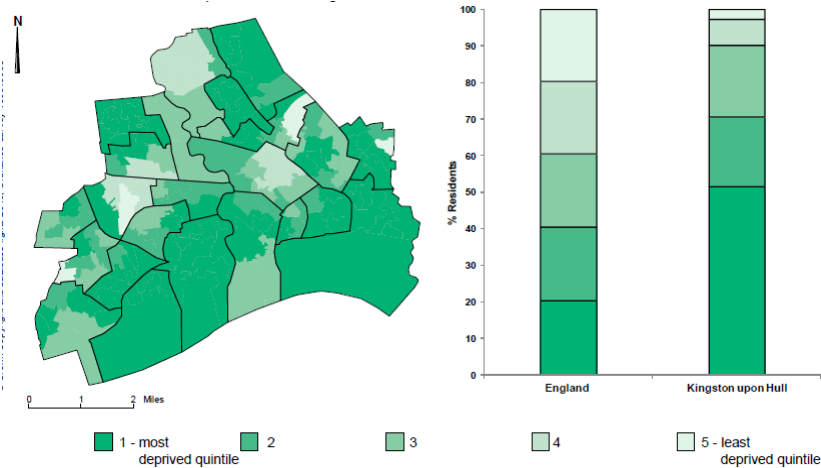 N
0 1 2 Miles
% Residents
100
90
80
70
60
50
40
30
20
10
0
England Kingston upon Hull
1 - most deprived quintile
2
3
4
5 - least deprived quintile